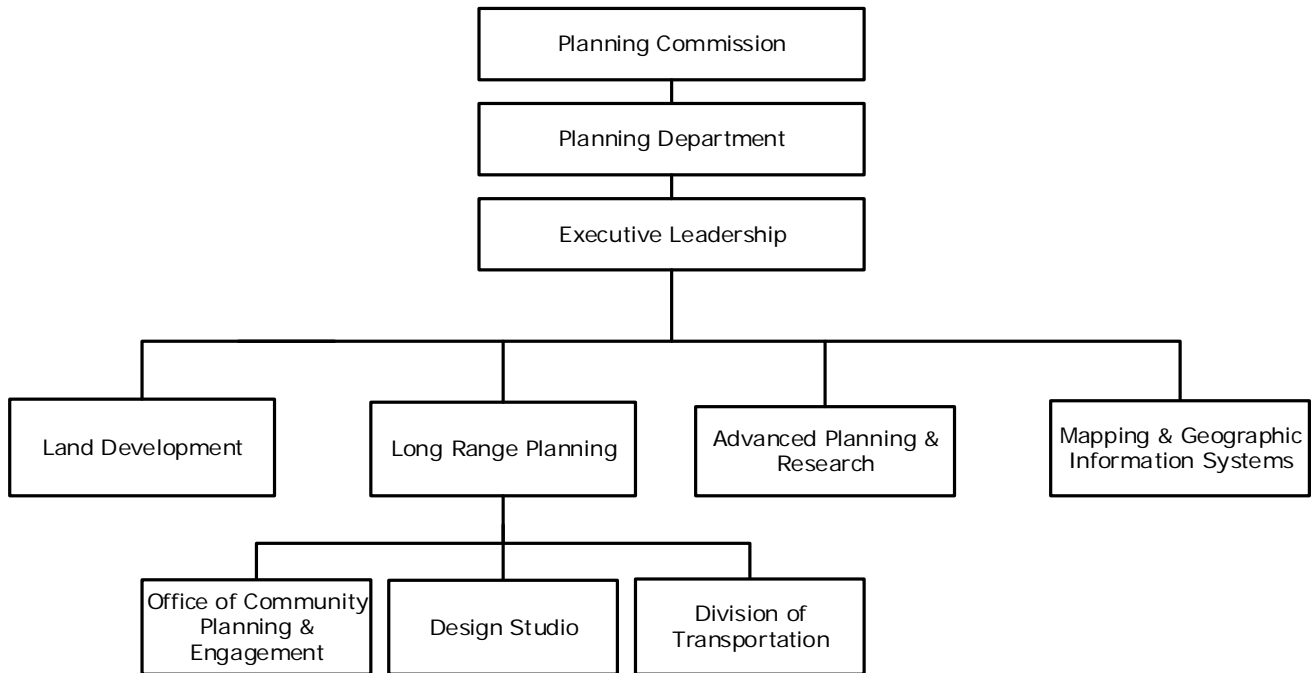 Planning Commission
Planning Department
Executive Leadership
Land Development
Long Range Planning
Advanced Planning &
Research
Mapping & Geographic
Information Systems
Office of Community
Planning &
Engagement
Design Studio
Division of
Transportation